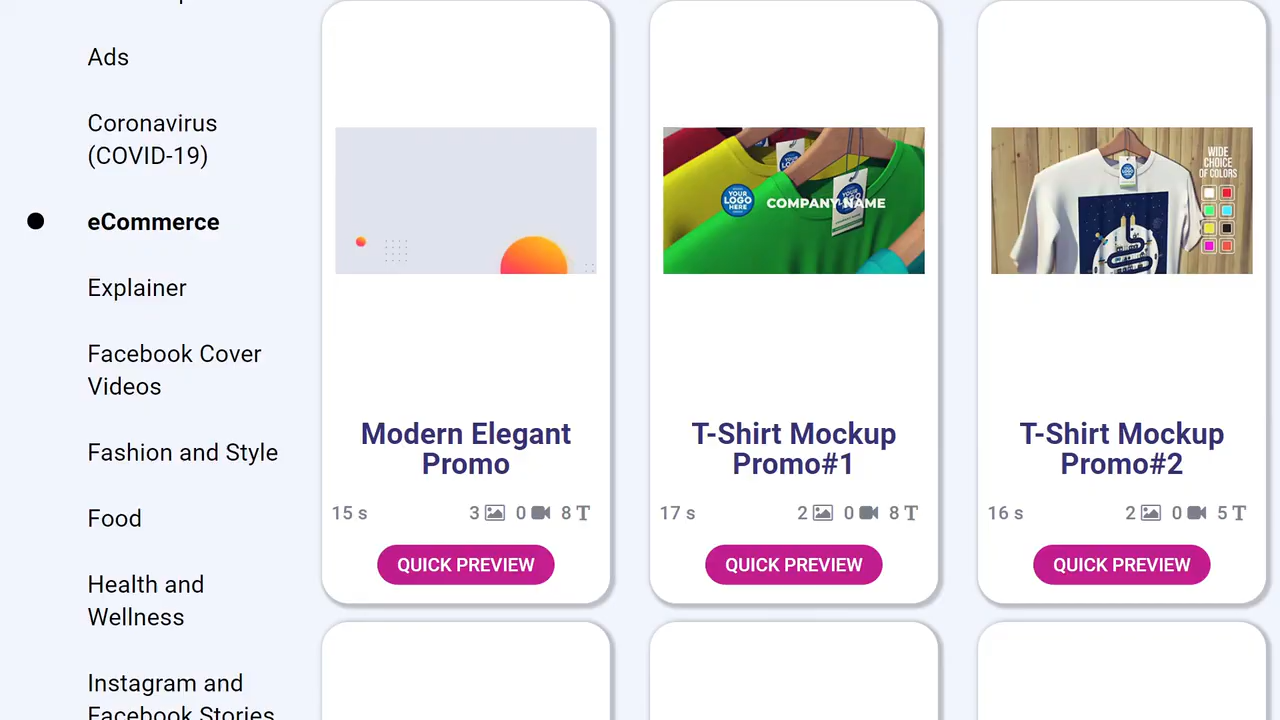 Ads
Coronavirus
(COVID-19)
eCommerce
Explainer
Facebook Cover
Videos
Fashion and Style
Food
Health and
Wellness
Instagram and
Facebook Stories
YOUR
LOGO
HERE
COMPANY NAME
WIDE
CHOICE
OF COLORS
Modern Elegant
Promo
15 s 3 0 8 T
QUICK PREVIEW
T-Shirt Mockup
Promo#1
17 s 2 0 8 T
QUICK PREVIEW
T-Shirt Mockup
Promo#2
16 s 2 0 5 T
QUICK PREVIEW